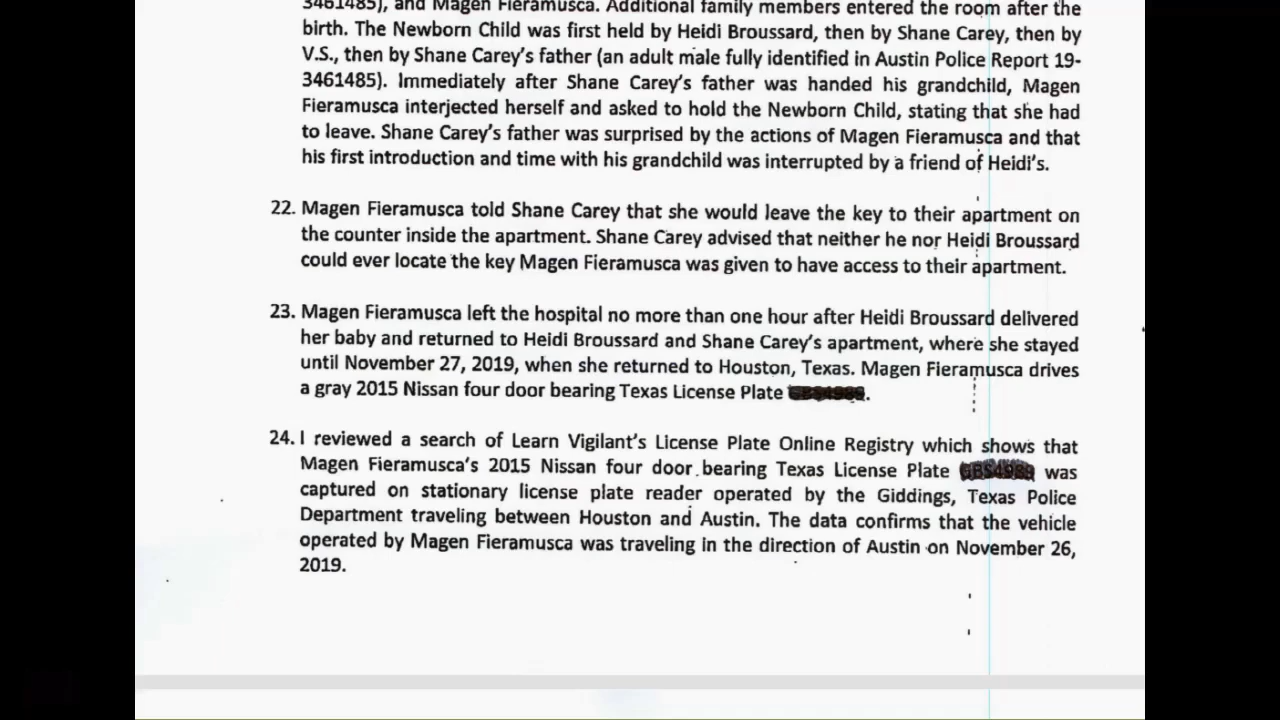 3461485), and Magen Fieramusca. Additional family members entered the room after the
birth. The Newborn Child was first held by Heidi Broussard, then by Shane Carey, then by
V.S., then by Shane Carey's father (an adult male fully identified in Austin Police Report 19-
3461485). Immediately after Shane Carey's father was handed his grandchild, Magen
Fieramusca interjected herself and asked to hold the Newborn Child, stating that she had
to leave. Shane Carey's father was surprised by the actions of Magen Fieramusca and that
his first introduction and time with his grandchild was interrupted by a friend of Heidi's.
22. Magen Fieramusca told Shane Carey that she would leave the key to their apartment on
the counter inside the apartment. Shane Carey advised that neither he nor Heidi Broussard
could ever locate the key Magen Fieramusca was given to have access to their apartment.
23. Magen Fieramusca left the hospital no more than one hour after Heidi Broussard delivered
her baby and returned to Heidi Broussard and Shane Carey's apartment, where she stayed
until November 27, 2019, when she returned to Houston, Texas. Magen Fieramusca drives
a gray 2015 Nissan four door bearing Texas License Plate .
24. I reviewed a search of Learn Vigilant's License Plate Online Registry which shows that
Magen Fieramusca's 2015 Nissan four door bearing Texas License Plate was
captured on stationary license plate reader operated by the Giddings, Texas Police
Department traveling between Houston and Austin. The data confirms that the vehicle
operated by Magen Fieramusca was traveling in the direction of Austin on November 26,
2019.